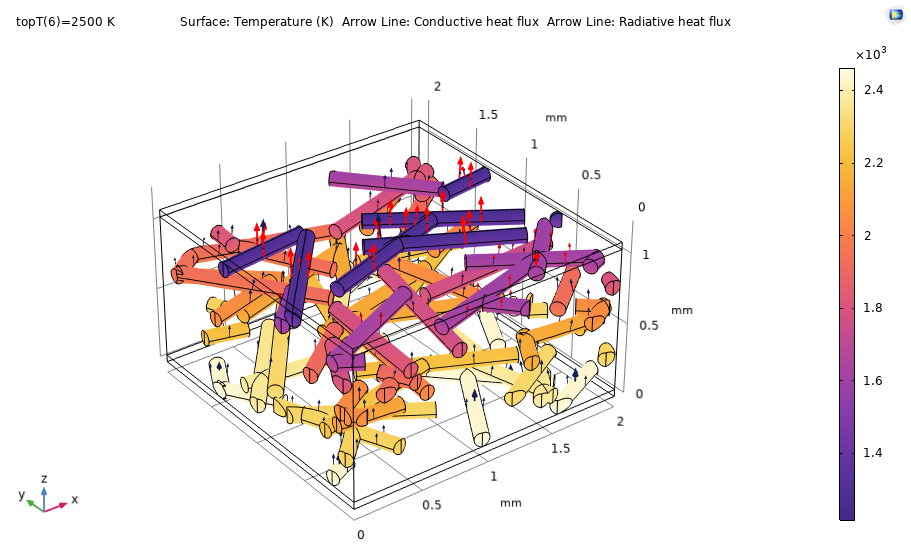 topT(6)=2500 K Surface: Temperature (K) Arrow Line: Conductive heat flux Arrow Line: Radiative heat flux
×10³
2.4
2.2
2
1.8
1.6
1.4
2
1.5
mm
1
0.5
0
1
mm
0.5
0
2
1.5
1
mm
0.5
0
z
y
x